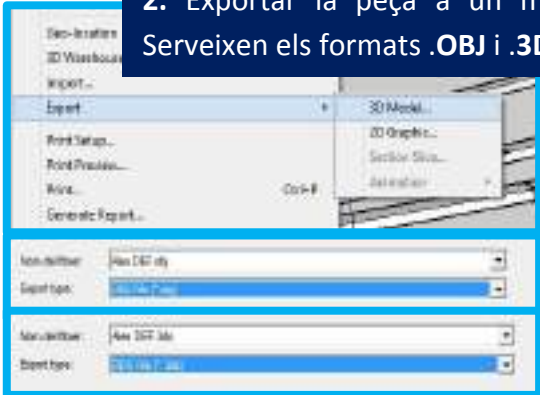 2. Exportar la peça a un
Serveixen els formats .OBJ i .3D
Geo-location
3D Warehouse
Import...
Export
3D Model...
2D Graphic...
Section Slice...
Animation
Print Setup...
Print Preview...
Print...
Ctrl+P
Generate Report...
Export type:
Export type: